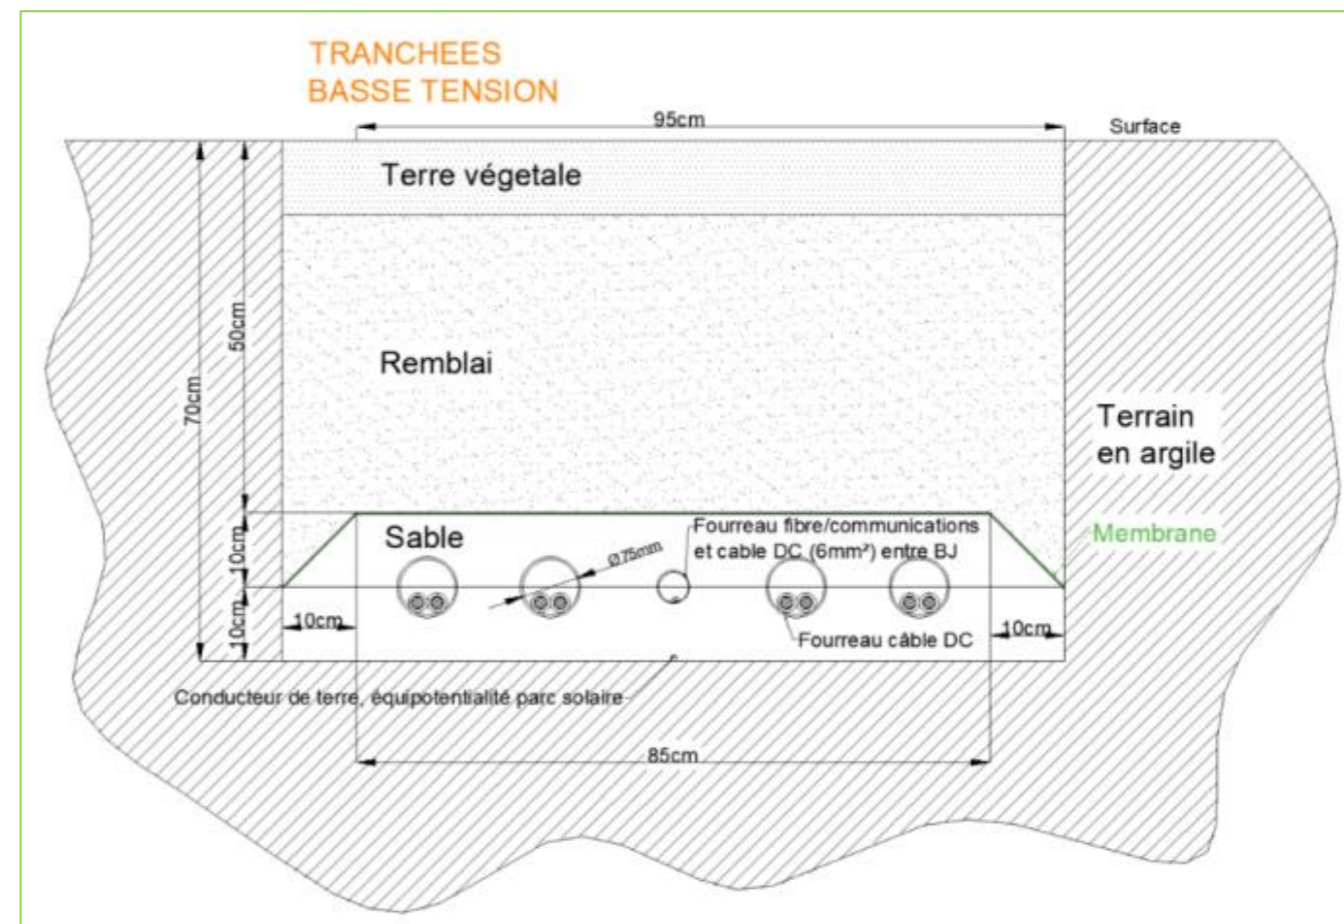 TRANCHEES
BASSE TENSION
95cm
Surface
Terre végetale
50cm
70cm
Remblai
Terrain
en argile
Sable
Fourreau fibre/communications
et cable DC (6mm²) entre BJ
Ø75mm
Membrane
10cm
10cm
10cm
10cm
Fourreau câble DC
Conducteur de terre, équipotentialité parc solaire
85cm